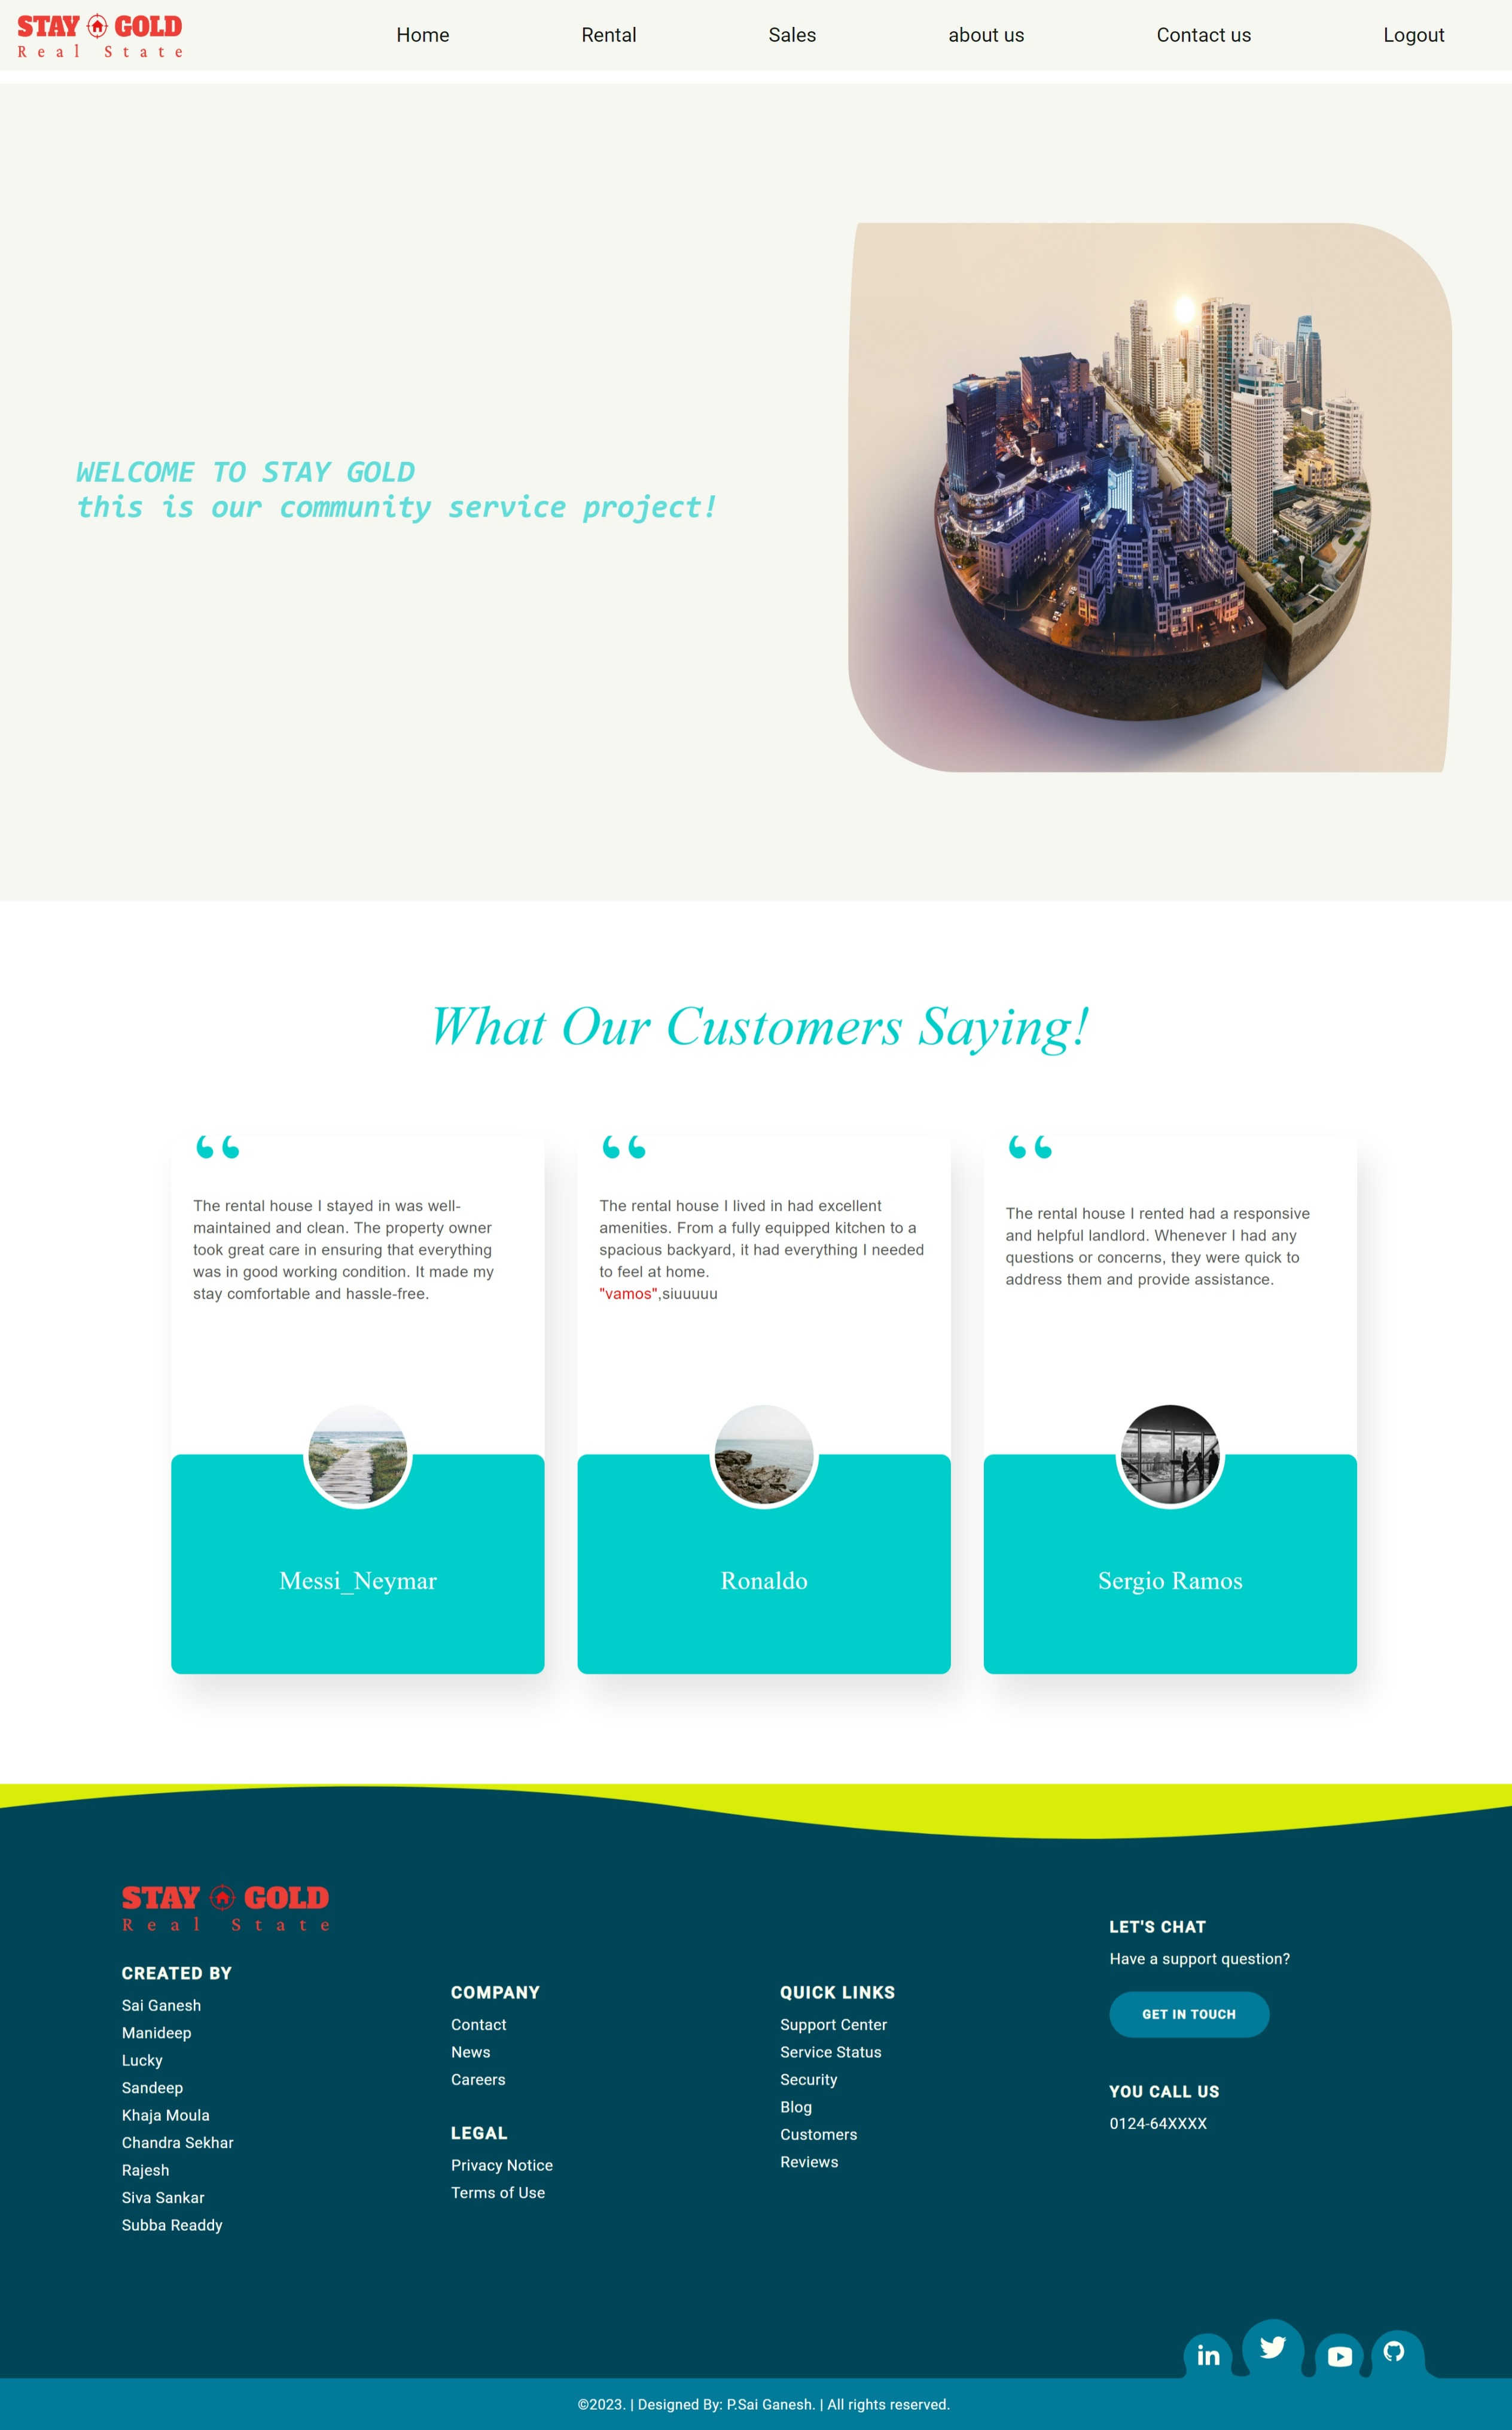 STAY GOLD
Real State
Home Rental Sales about us Contact us Logout
WELCOME TO STAY GOLD
this is our community service project!
What Our Customers Saying!
The rental house I stayed in was well-
maintained and clean. The property owner
took great care in ensuring that everything
was in good working condition. It made my
stay comfortable and hassle-free.
Messi_Neymar
The rental house I lived in had excellent
amenities. From a fully equipped kitchen to a
spacious backyard, it had everything I needed
to feel at home.
"vamos",siuuuuu
Ronaldo
The rental house I rented had a responsive
and helpful landlord. Whenever I had any
questions or concerns, they were quick to
address them and provide assistance.
Sergio Ramos
STAY GOLD
Real State
CREATED BY
Sai Ganesh
Manideep
Lucky
Sandeep
Khaja Moula
Chandra Sekhar
Rajesh
Siva Sankar
Subba Readdy
COMPANY
Contact
News
Careers
LEGAL
Privacy Notice
Terms of Use
QUICK LINKS
Support Center
Service Status
Security
Blog
Customers
Reviews
LET'S CHAT
Have a support question?
GET IN TOUCH
YOU CALL US
0124-64XXXX
in
©2023. | Designed By: P.Sai Ganesh. | All rights reserved.